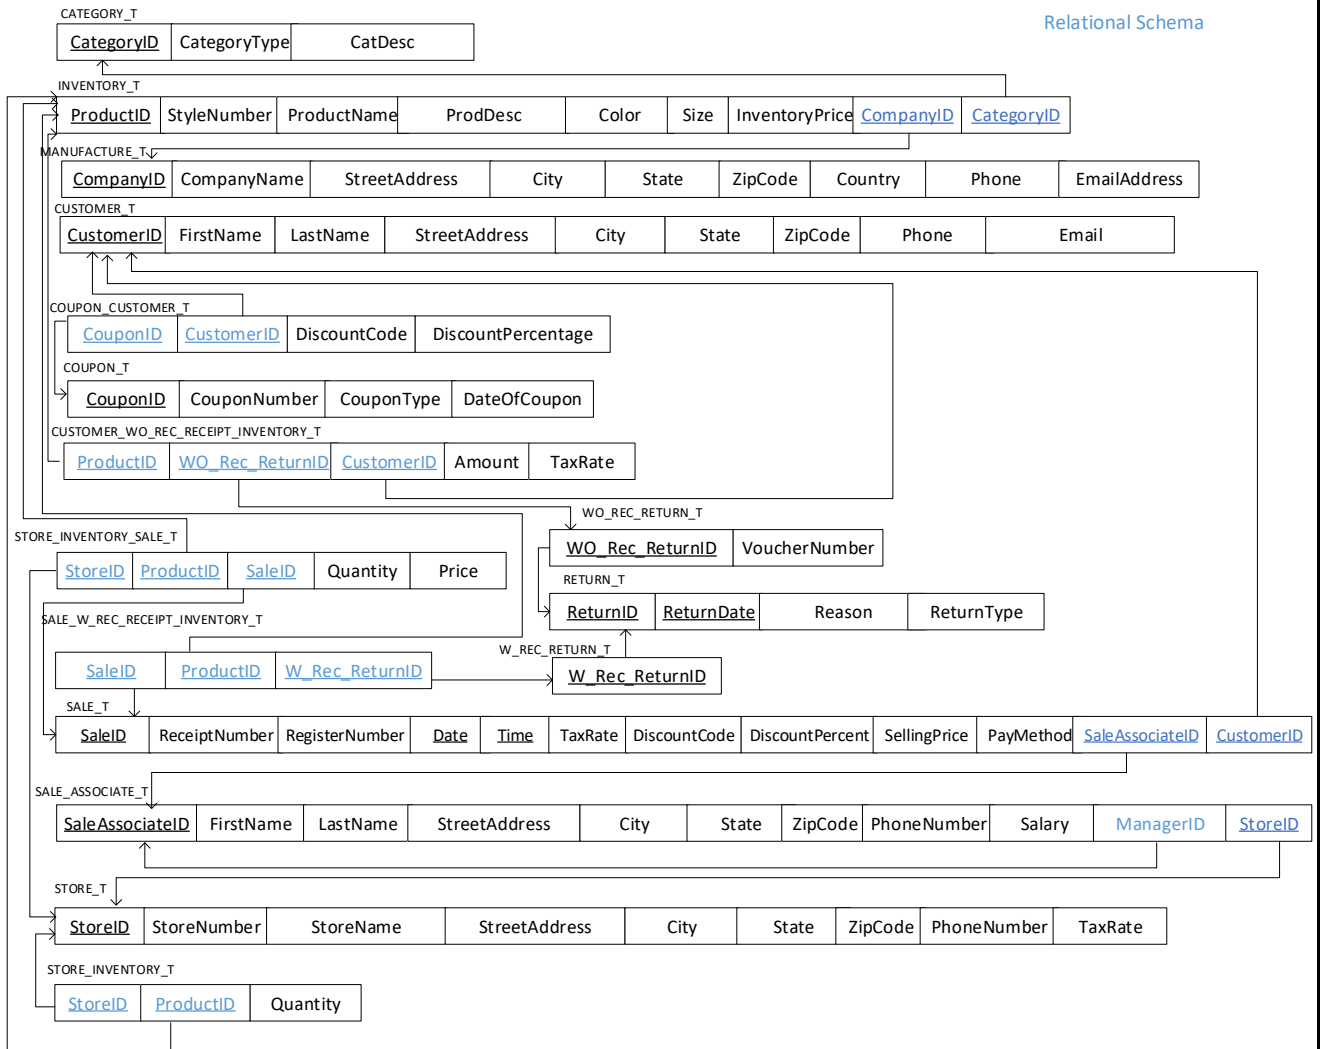 CATEGORY_T
Relational Schema
CategoryID CategoryType CatDesc
INVENTORY_T
ProductID StyleNumber ProductName ProdDesc Color Size InventoryPrice CompanyID CategoryID
MANUFACTURE_T
CompanyID CompanyName StreetAddress City State ZipCode Country Phone EmailAddress
CUSTOMER_T
CustomerID FirstName LastName StreetAddress City State ZipCode Phone Email
COUPON_CUSTOMER_T
CouponID CustomerID DiscountCode DiscountPercentage
COUPON_T
CouponID CouponNumber CouponType DateOfCoupon
CUSTOMER_WO_REC_RECEIPT_INVENTORY_T
ProductID WO_Rec_ReturnID CustomerID Amount TaxRate
WO_REC_RETURN_T
WO_Rec_ReturnID VoucherNumber
STORE_INVENTORY_SALE_T
StoreID ProductID SaleID Quantity Price
RETURN_T
ReturnID ReturnDate Reason ReturnType
SALE_W_REC_RECEIPT_INVENTORY_T
SaleID ProductID W_Rec_ReturnID
W_REC_RETURN_T
W_Rec_ReturnID
SALE_T
SaleID ReceiptNumber RegisterNumber Date Time TaxRate DiscountCode DiscountPercent SellingPrice PayMethod SaleAssociateID CustomerID
SALE_ASSOCIATE_T
SaleAssociateID FirstName LastName StreetAddress City State ZipCode PhoneNumber Salary ManagerID StoreID
STORE_T
StoreID StoreNumber StoreName StreetAddress City State ZipCode PhoneNumber TaxRate
STORE_INVENTORY_T
StoreID ProductID Quantity